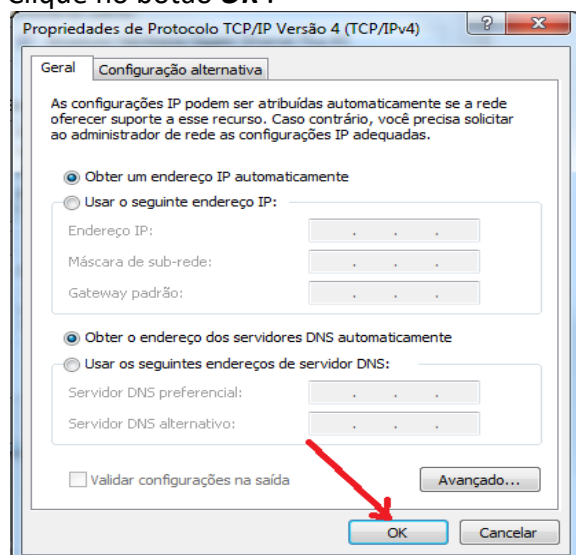 Clique no botão Ok .
Propriedades de Protocolo TCP/IP Versão 4 (TCP/IPv4)
Geral
Configuração alternativa
As configurações IP podem ser atribuídas automaticamente se a rede
oferecer suporte a esse recurso. Caso contrário, você precisa solicitar
ao administrador de rede as configurações IP adequadas.
Obter um endereço IP automaticamente
Usar o seguinte endereço IP:
Endereço IP:
Máscara de sub-rede:
Gateway padrão:
Obter o endereço dos servidores DNS automaticamente
Usar os seguintes endereços de servidor DNS:
Servidor DNS preferencial:
Servidor DNS alternativo:
Validar configurações na saída
Avançado...
OK
Cancelar